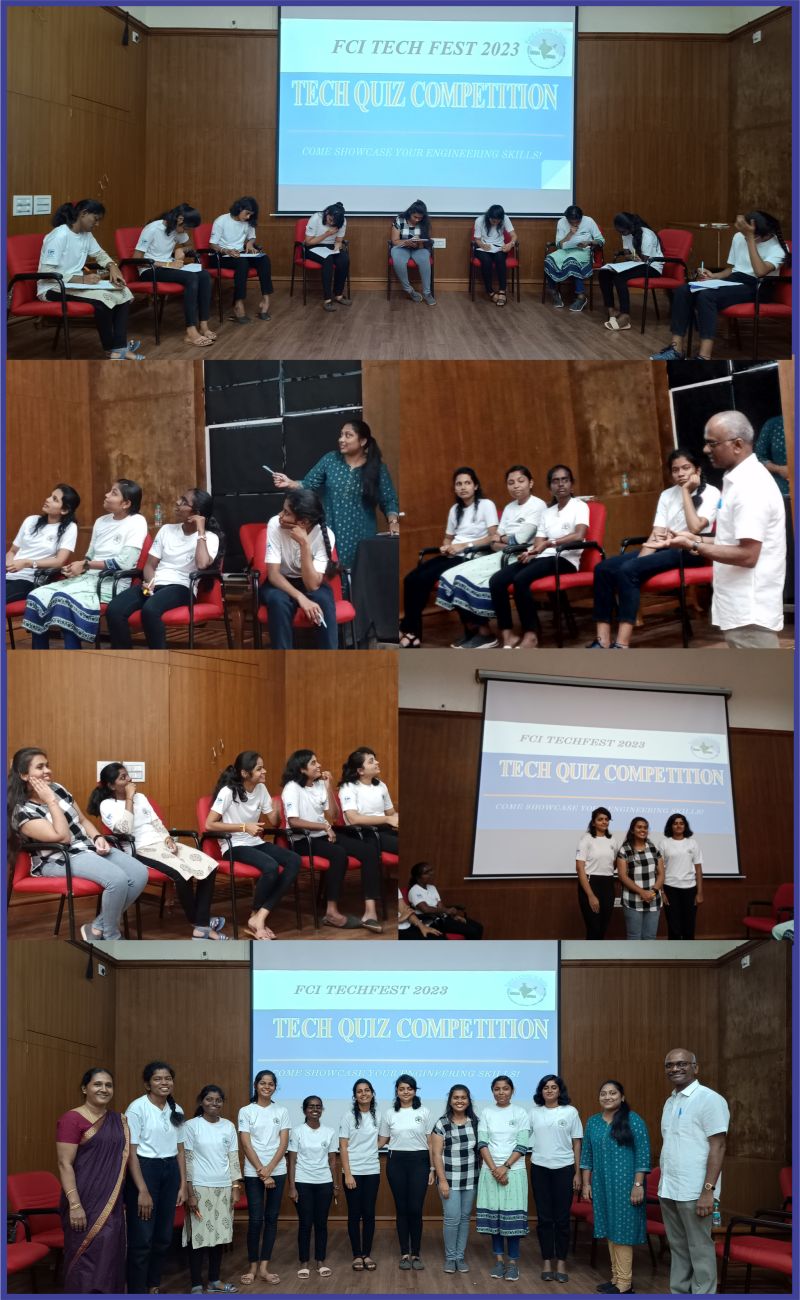 FCI TECH FEST 2023
TECH QUIZ COMPETITION
COME SHOWCASE YOUR ENGINEERING SKILLS!
FCI TECHFEST 2023
TECH QUIZ COMPETITION
COME SHOWCASE YOUR ENGINEERING SKILLS!
FCI TECHFEST 2023
TECH QUIZ COMPETITION
COME SHOWCASE YOUR ENGINEERING SKILLS!